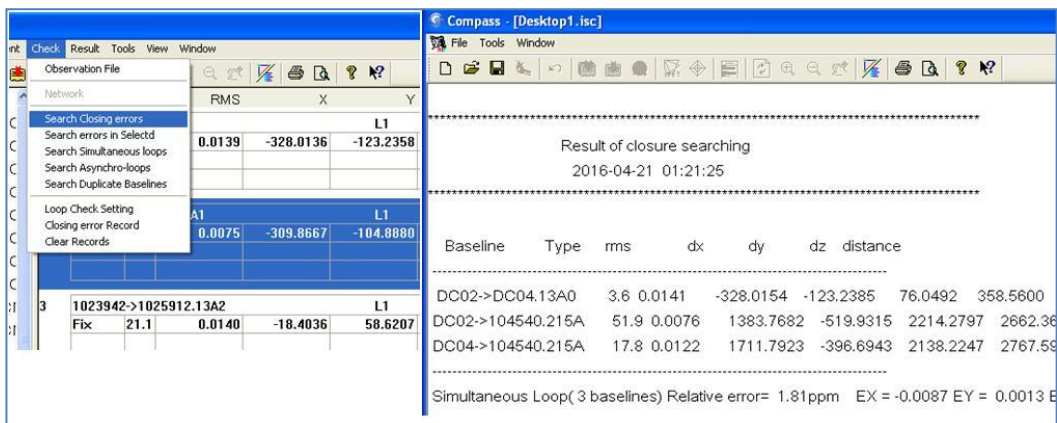 nt Check Result Tools View Window
Observation File
Network
Search Closing errors
Search errors in Selectd
Search Simultaneous loops
Search Asynchro-loops
Search Duplicate Baselines
Loop Check Setting
Closing error Record
Clear Records
RMS X Y
L1
0.0139 -328.0136 -123.2358
A1 L1
0.0075 -309.8667 -104.8880
3 1023942->1025912.13A2 L1
Fix 21.1 0.0140 -18.4036 58.6207
Compass - [Desktop1.isc]
File Tools Window
*******************************************************************************
Result of closure searching
2016-04-21 01:21:25
*******************************************************************************
Baseline Type rms dx dy dz distance
-------------------------------------------------------------------------------
DC02->DC04.13A0 3.6 0.0141 -328.0154 -123.2385 76.0492 358.5600
DC02->104540.215A 51.9 0.0076 1383.7682 -519.9315 2214.2797 2662.36
DC04->104540.215A 17.8 0.0122 1711.7923 -396.6943 2138.2247 2767.59
-------------------------------------------------------------------------------
Simultaneous Loop( 3 baselines) Relative error= 1.81ppm EX = -0.0087 EY = 0.0013 E